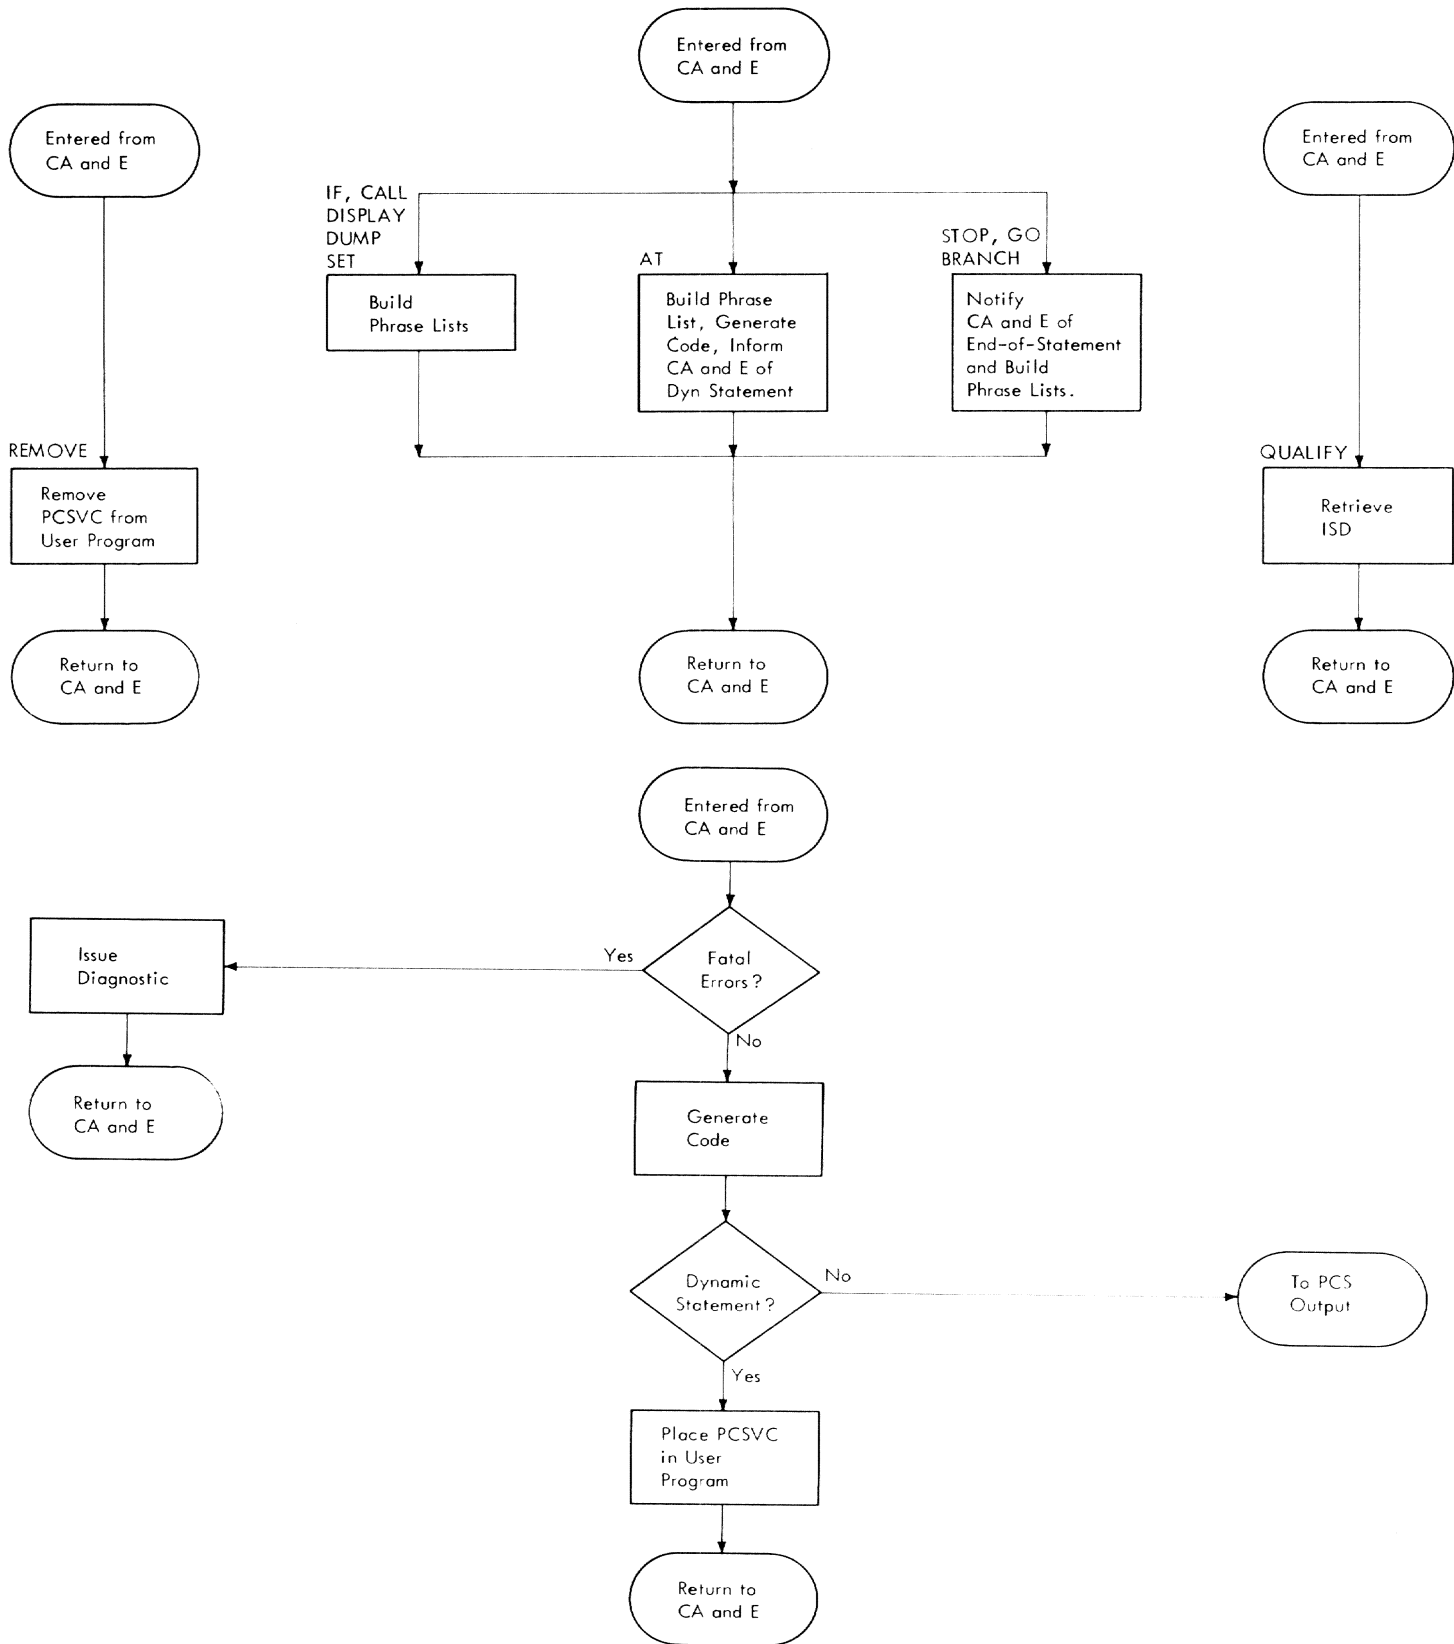 Entered from
CA and E
Entered from
CA and E
Entered from
CA and E
IF, CALL
DISPLAY
DUMP
SET
AT
STOP, GO
BRANCH
Build
Phrase Lists
Build Phrase
List, Generate
Code, Inform
CA and E of
Dyn Statement
Notify
CA and E of
End-of-Statement
and Build
Phrase Lists.
REMOVE
QUALIFY
Remove
PCSVC from
User Program
Retrieve
ISD
Return to
CA and E
Return to
CA and E
Return to
CA and E
Entered from
CA and E
Issue
Diagnostic
Yes
Fatal
Errors?
No
Return to
CA and E
Generate
Code
Dynamic
Statement?
No
To PCS
Output
Yes
Place PCSVC
in User
Program
Return to
CA and E